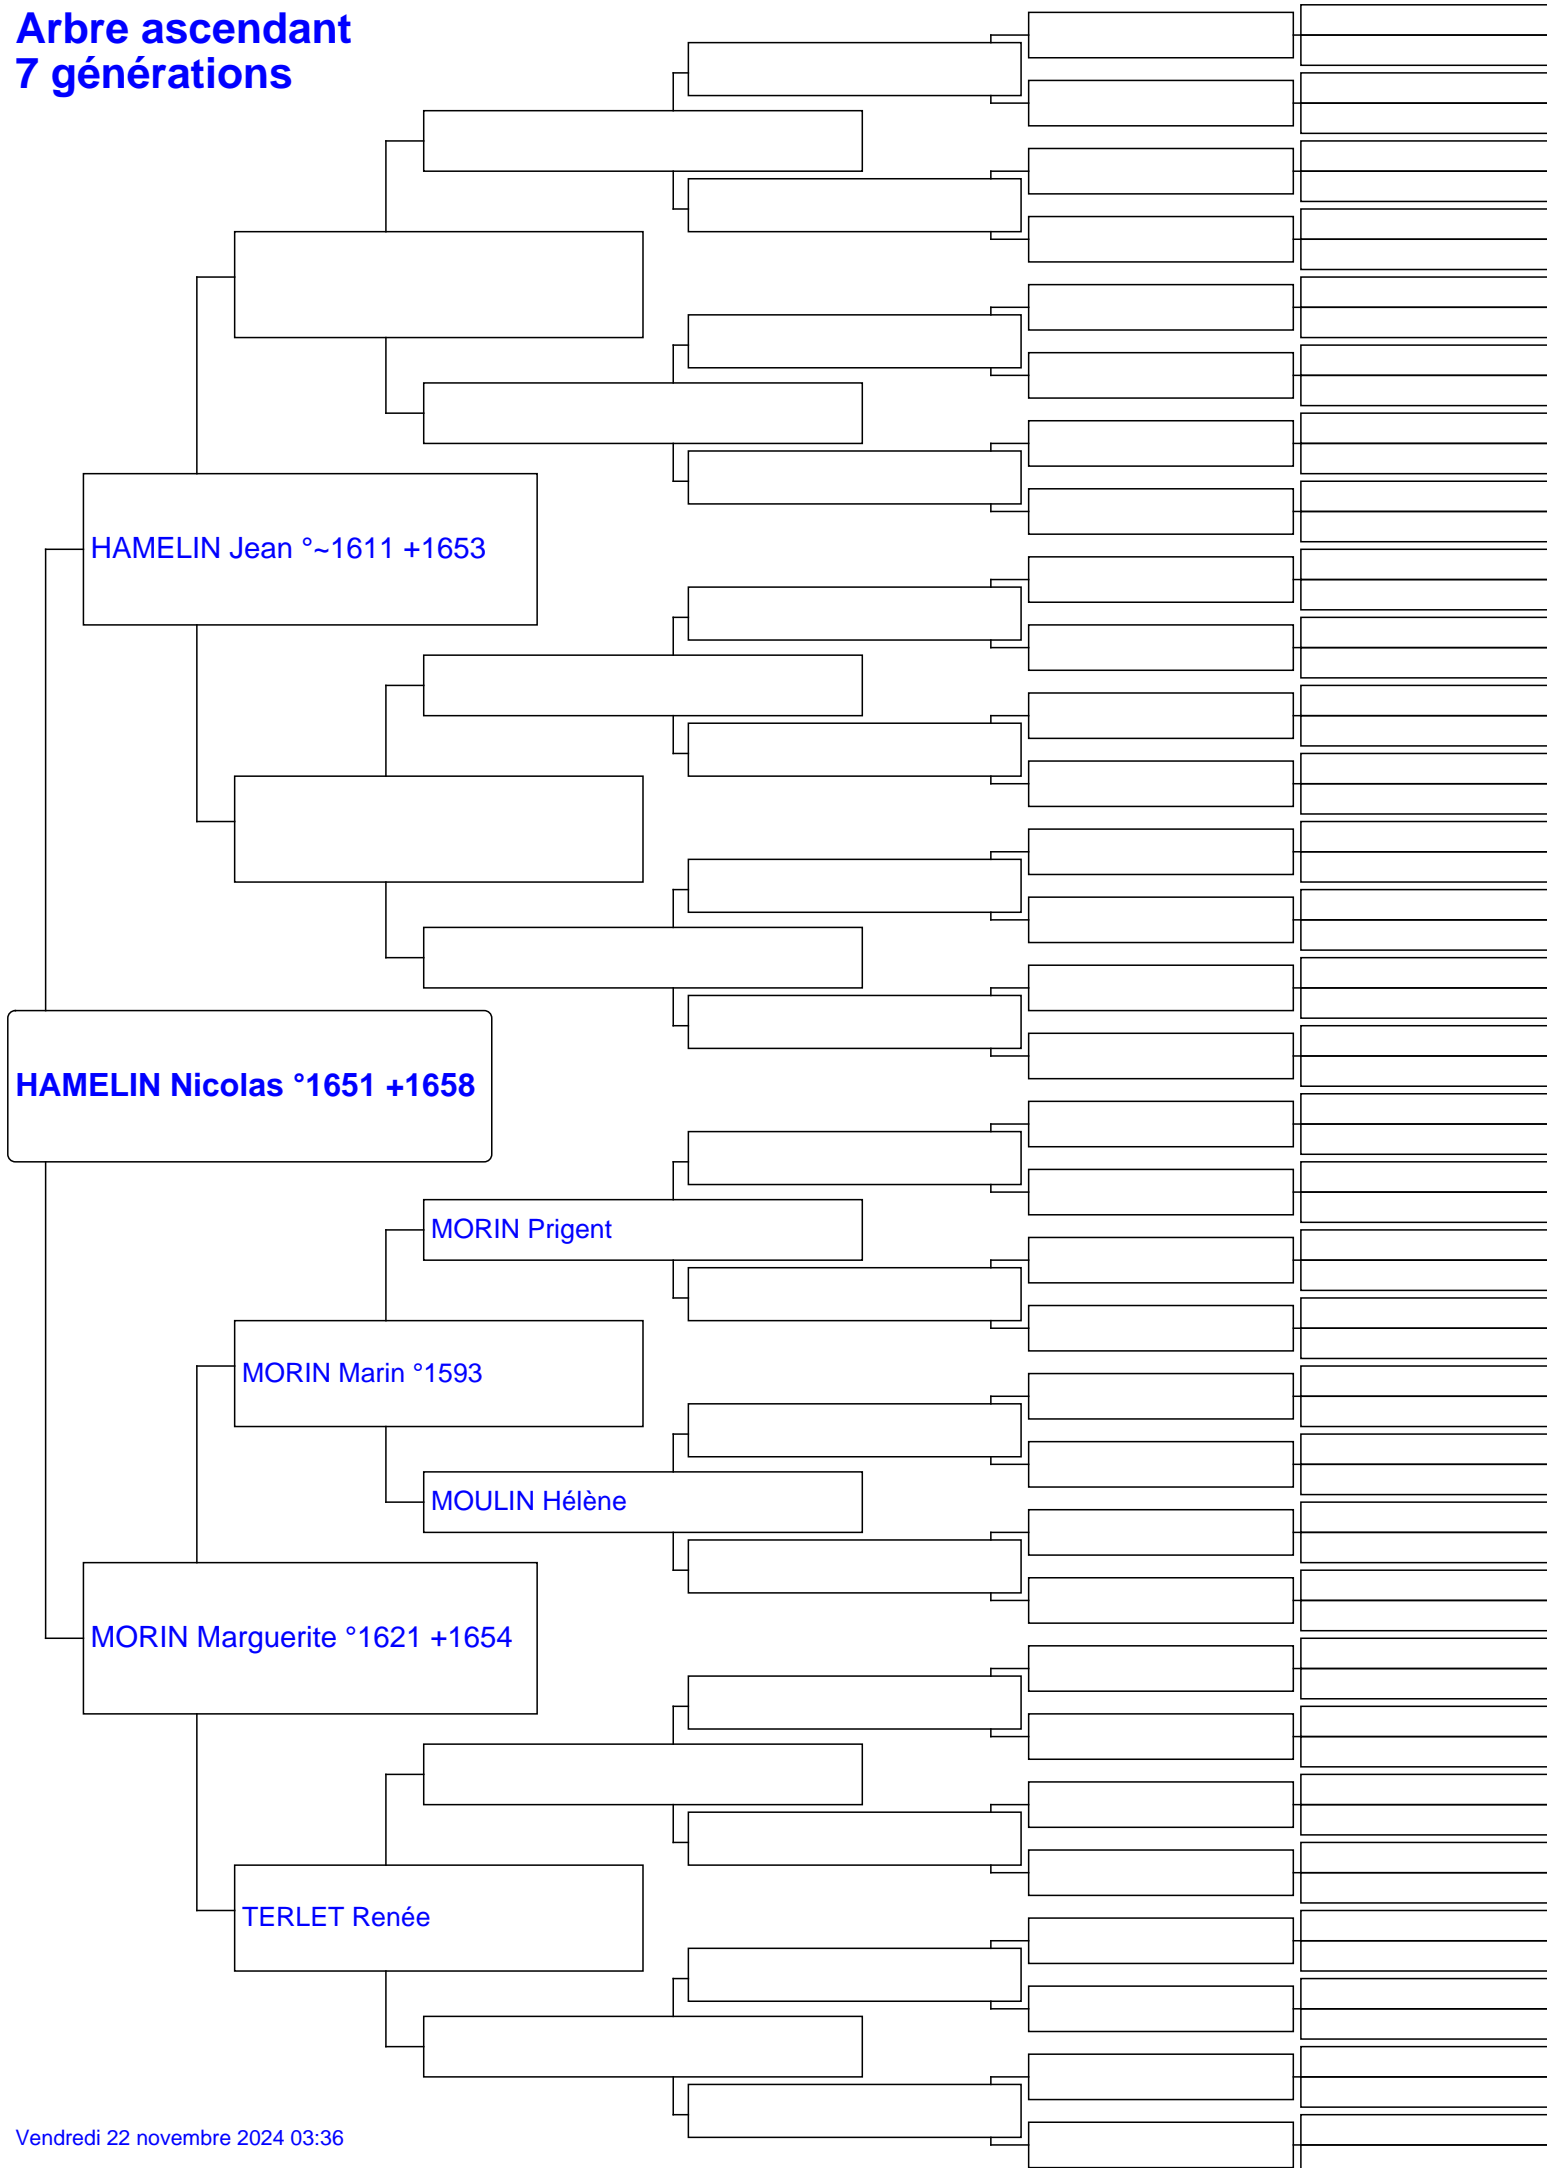 Arbre ascendant
7 générations
HAMELIN Jean °~1611 +1653
HAMELIN Nicolas °1651 +1658
MORIN Prigent
MORIN Marin °1593
MOULIN Hélène
MORIN Marguerite °1621 +1654
TERLET Renée
Vendredi 22 novembre 2024 03:36